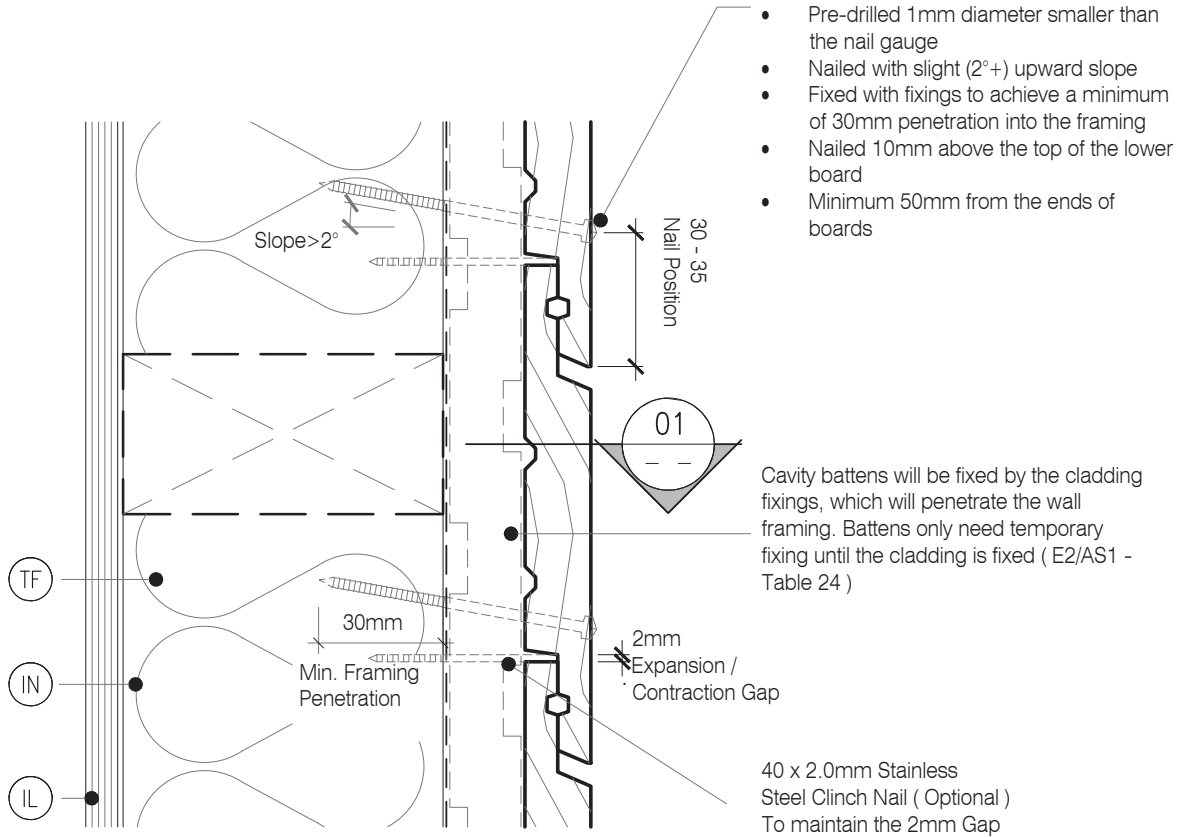 • Pre-drilled 1mm diameter smaller than
the nail gauge
• Nailed with slight (2°+) upward slope
• Fixed with fixings to achieve a minimum
of 30mm penetration into the framing
• Nailed 10mm above the top of the lower
board
• Minimum 50mm from the ends of
boards
Slope>2°
30 - 35
Nail Position
01
– –
Cavity battens will be fixed by the cladding
fixings, which will penetrate the wall
framing. Battens only need temporary
fixing until the cladding is fixed ( E2/AS1 -
Table 24 )
TF
30mm
Min. Framing
Penetration
2mm
Expansion /
Contraction Gap
IN
IL
40 x 2.0mm Stainless
Steel Clinch Nail ( Optional )
To maintain the 2mm Gap